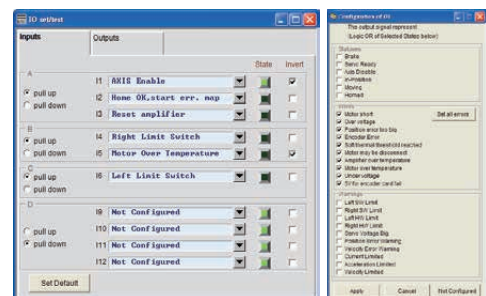 IO set/test
Inputs
Outputs
State Invert
A
pull up
pull down
I1 AXIS Enable
I2 Home OK,start err. map
I3 Reset amplifier
B
pull up
pull down
I4 Right Limit Switch
I5 Motor Over Temperature
C
pull up
pull down
I6 Left Limit Switch
D
pull up
pull down
I9 Not Configured
I10 Not Configured
I11 Not Configured
I12 Not Configured
Set Default
The output signal represent
(Logic OR of Selected States below)
Statuses
Brake
Servo Ready
Axis Disable
In-Position
Moving
Homed
Motor short
Over voltage
Position error too big
Encoder Error
Soft thermal threshold reached
Motor may be disconnect
Amplifier over temperature
Motor over temperature
Under voltage
5V for encoder card fail
Set all errors
Warnings
Left SW Limit
Right SW Limit
Left HW Limit
Right HW Limit
Servo Voltage Big
Position Error Warning
Velocity Error Warning
Current Limited
Acceleration Limited
Velocity Limited
Apply Cancel Not Configured